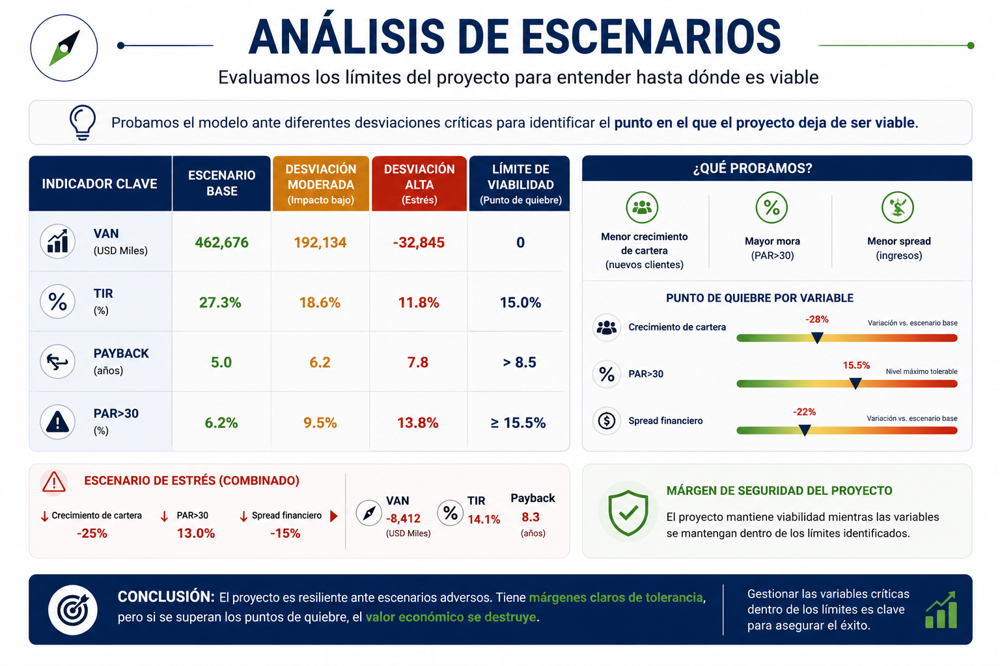 ANÁLISIS DE ESCENARIOS
Evaluamos los límites del proyecto para entender hasta dónde es viable
Probamos el modelo ante diferentes desviaciones críticas para identificar el punto en el que el proyecto deja de ser viable.
INDICADOR CLAVE
ESCENARIO
BASE
DESVIACIÓN
MODERADA
(Impacto bajo)
DESVIACIÓN
ALTA
(Estrés)
LÍMITE DE
VIABILIDAD
(Punto de quiebre)
VAN
(USD Miles)
462,676
192,134
-32,845
0
TIR
(%)
27.3%
18.6%
11.8%
15.0%
PAYBACK
(años)
5.0
6.2
7.8
> 8.5
PAR>30
(%)
6.2%
9.5%
13.8%
≥ 15.5%
¿QUÉ PROBAMOS?
Menor crecimiento
de cartera
(nuevos clientes)
Mayor mora
(PAR>30)
Menor spread
(ingresos)
PUNTO DE QUIEBRE POR VARIABLE
Crecimiento de cartera
-28%
Variación vs. escenario base
PAR>30
15.5%
Nivel máximo tolerable
Spread financiero
-22%
Variación vs. escenario base
ESCENARIO DE ESTRÉS (COMBINADO)
↓ Crecimiento de cartera
-25%
↓ PAR>30
13.0%
↓ Spread financiero
-15%
VAN
-8,412
(USD Miles)
TIR
14.1%
Payback
8.3
(años)
MÁRGEN DE SEGURIDAD DEL PROYECTO
El proyecto mantiene viabilidad mientras las variables
se mantengan dentro de los límites identificados.
CONCLUSIÓN: El proyecto es resiliente ante escenarios adversos. Tiene márgenes claros de tolerancia,
pero si se superan los puntos de quiebre, el valor económico se destruye.
Gestionar las variables críticas
dentro de los límites es clave
para asegurar el éxito.